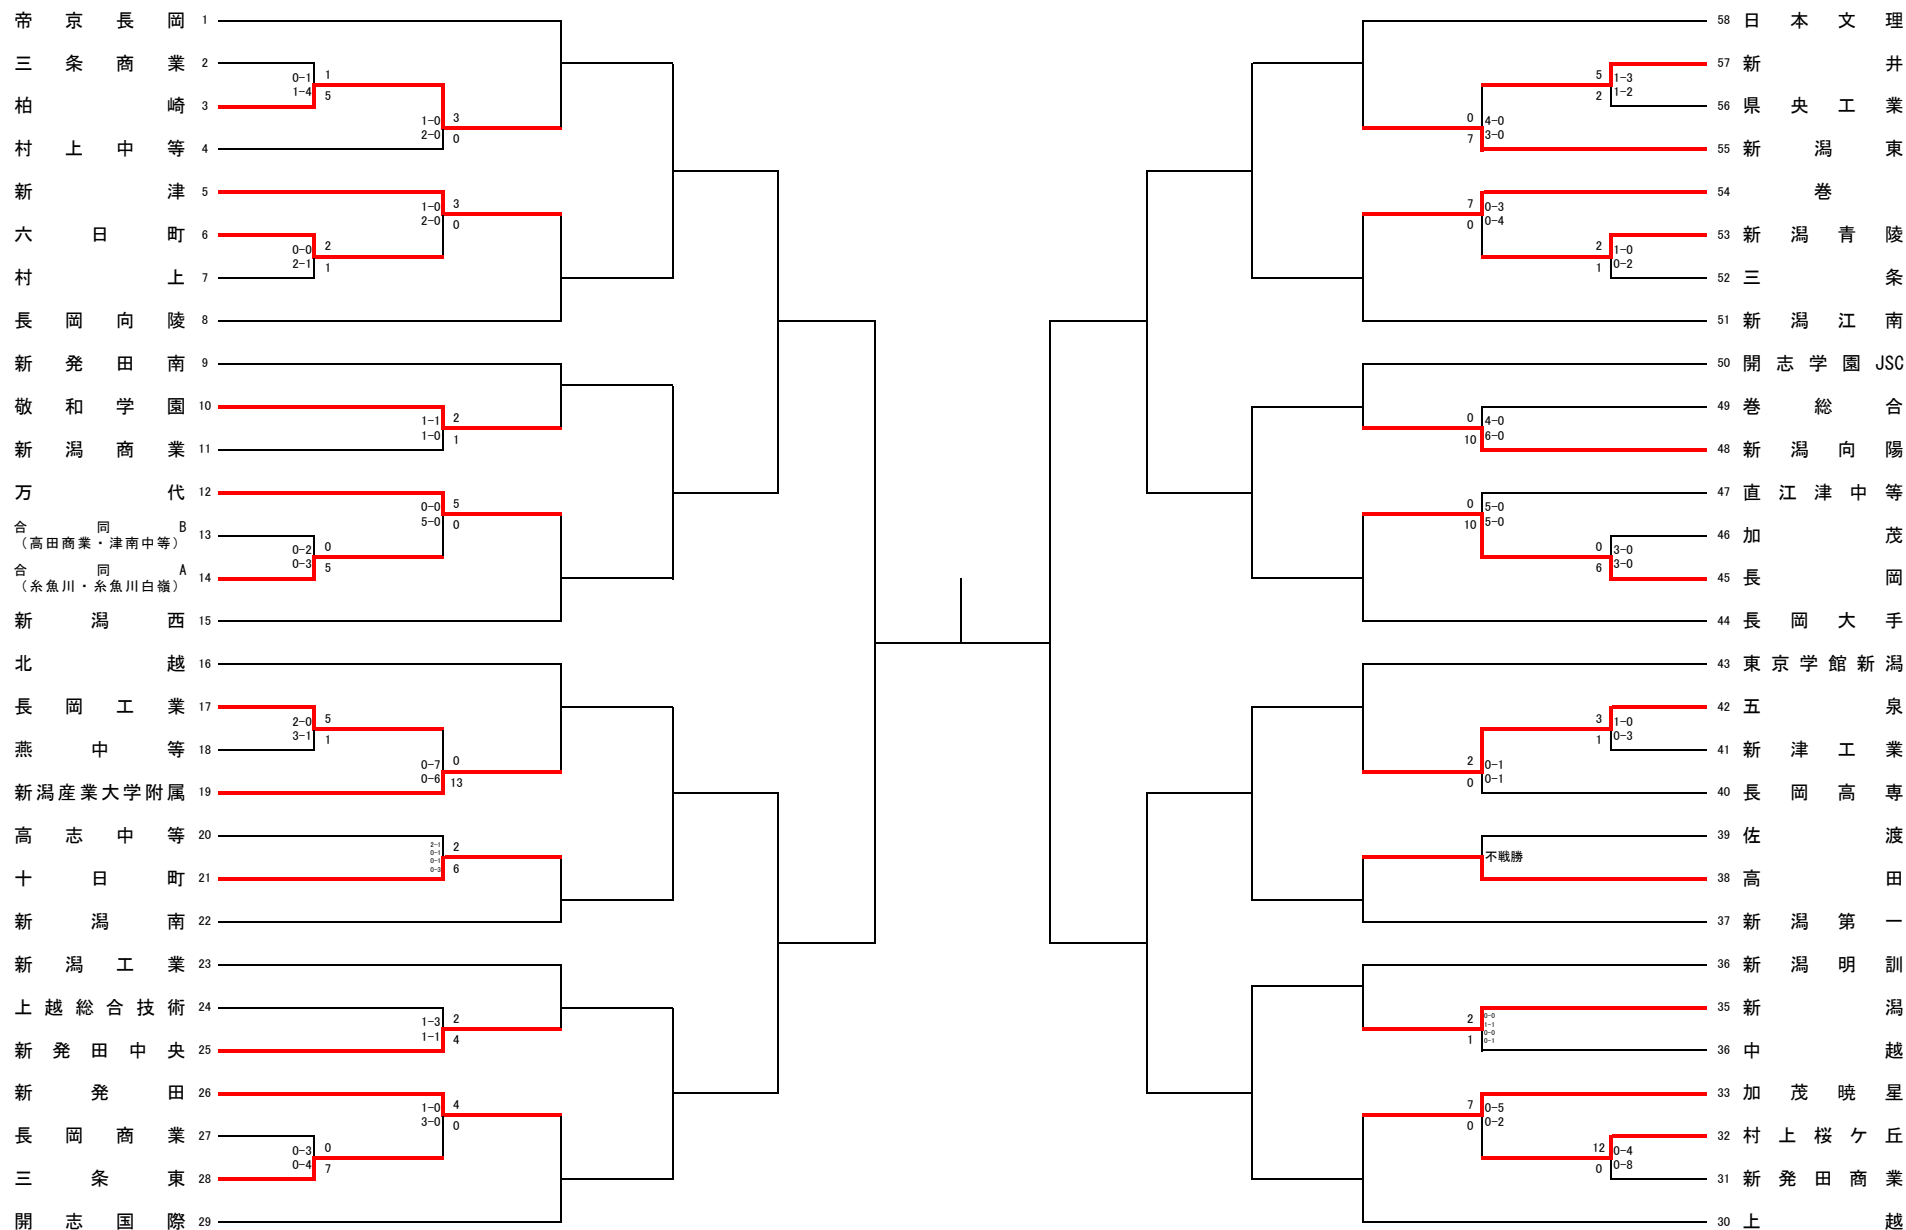 帝京長岡 1
三条商業 2
0-1 1
1-4 5
柏崎 3
1-0 3
2-0 0
村上中等 4
新津 5
1-0 3
2-0 0
六日町 6
0-0 2
2-1 1
村上 7
長岡向陵 8
新発田南 9
敬和学園 10
1-1 2
1-0 1
新潟商業 11
万代 12
0-0 5
5-0 0
合同B
（高田商業・津南中等） 13
0-2 0
0-3 5
合同A
（糸魚川・糸魚川白嶺） 14
新潟西 15
北越 16
長岡工業 17
2-0 5
3-1 1
燕中等 18
0-7 0
0-6 13
新潟産業大学附属 19
高志中等 20
2-1 2
0-1
0-1
0-3 6
十日町 21
新潟南 22
新潟工業 23
上越総合技術 24
1-3 2
1-1 4
新発田中央 25
新発田 26
1-0 4
3-0 0
長岡商業 27
0-3 0
0-4 7
三条東 28
開志国際 29
58 日本文理
57 新井
5 1-3
2 1-2
56 県央工業
0 4-0
7 3-0
55 新潟東
54 巻
7 0-3
0 0-4
53 新潟青陵
2 1-0
1 0-2
52 三条
51 新潟江南
50 開志学園JSC
49 巻総合
0 4-0
10 6-0
48 新潟向陽
47 直江津中等
0 5-0
10 5-0
46 加茂
0 3-0
6 3-0
45 長岡
44 長岡大手
43 東京学館新潟
42 五泉
3 1-0
1 0-3
41 新津工業
2 0-1
0 0-1
40 長岡高専
39 佐渡
不戦勝
38 高田
37 新潟第一
36 新潟明訓
35 新潟
2 0-0
1-1
0-0
1 0-1
36 中越
33 加茂暁星
7 0-5
0 0-2
32 村上桜ケ丘
12 0-4
0 0-8
31 新発田商業
30 上越